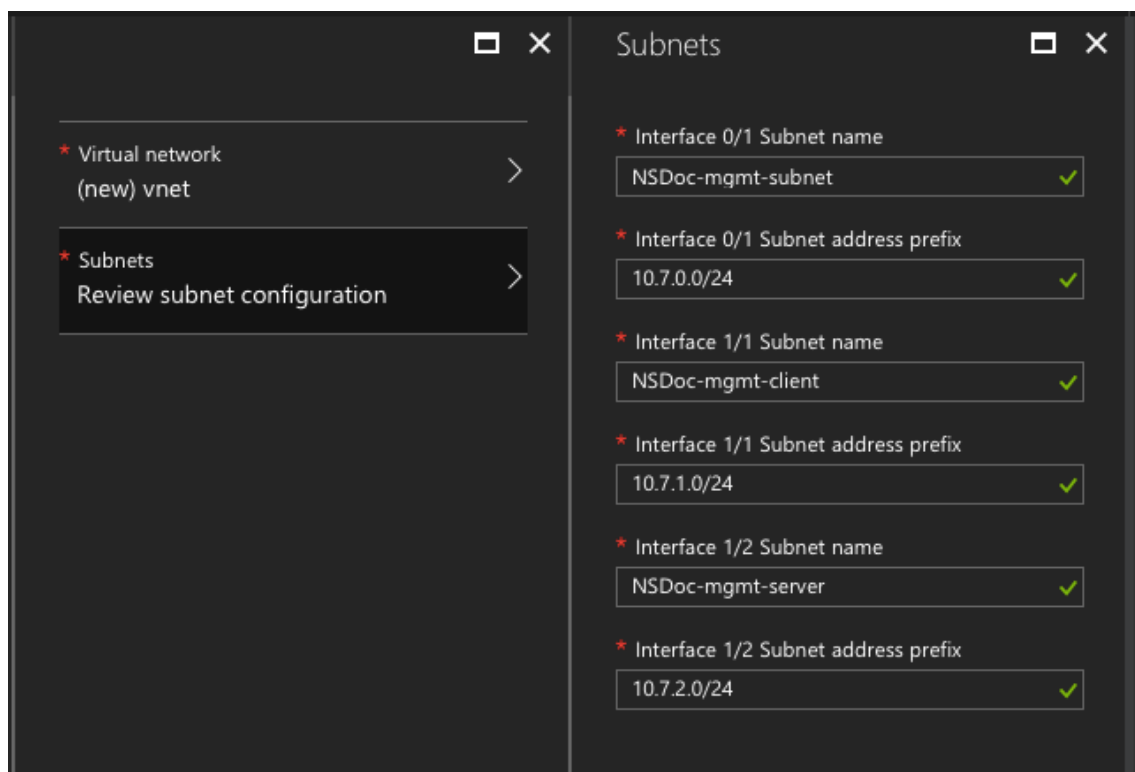 * Virtual network
(new) vnet
* Subnets
Review subnet configuration
Subnets
* Interface 0/1 Subnet name
NSDoc-mgmt-subnet
* Interface 0/1 Subnet address prefix
10.7.0.0/24
* Interface 1/1 Subnet name
NSDoc-mgmt-client
* Interface 1/1 Subnet address prefix
10.7.1.0/24
* Interface 1/2 Subnet name
NSDoc-mgmt-server
* Interface 1/2 Subnet address prefix
10.7.2.0/24